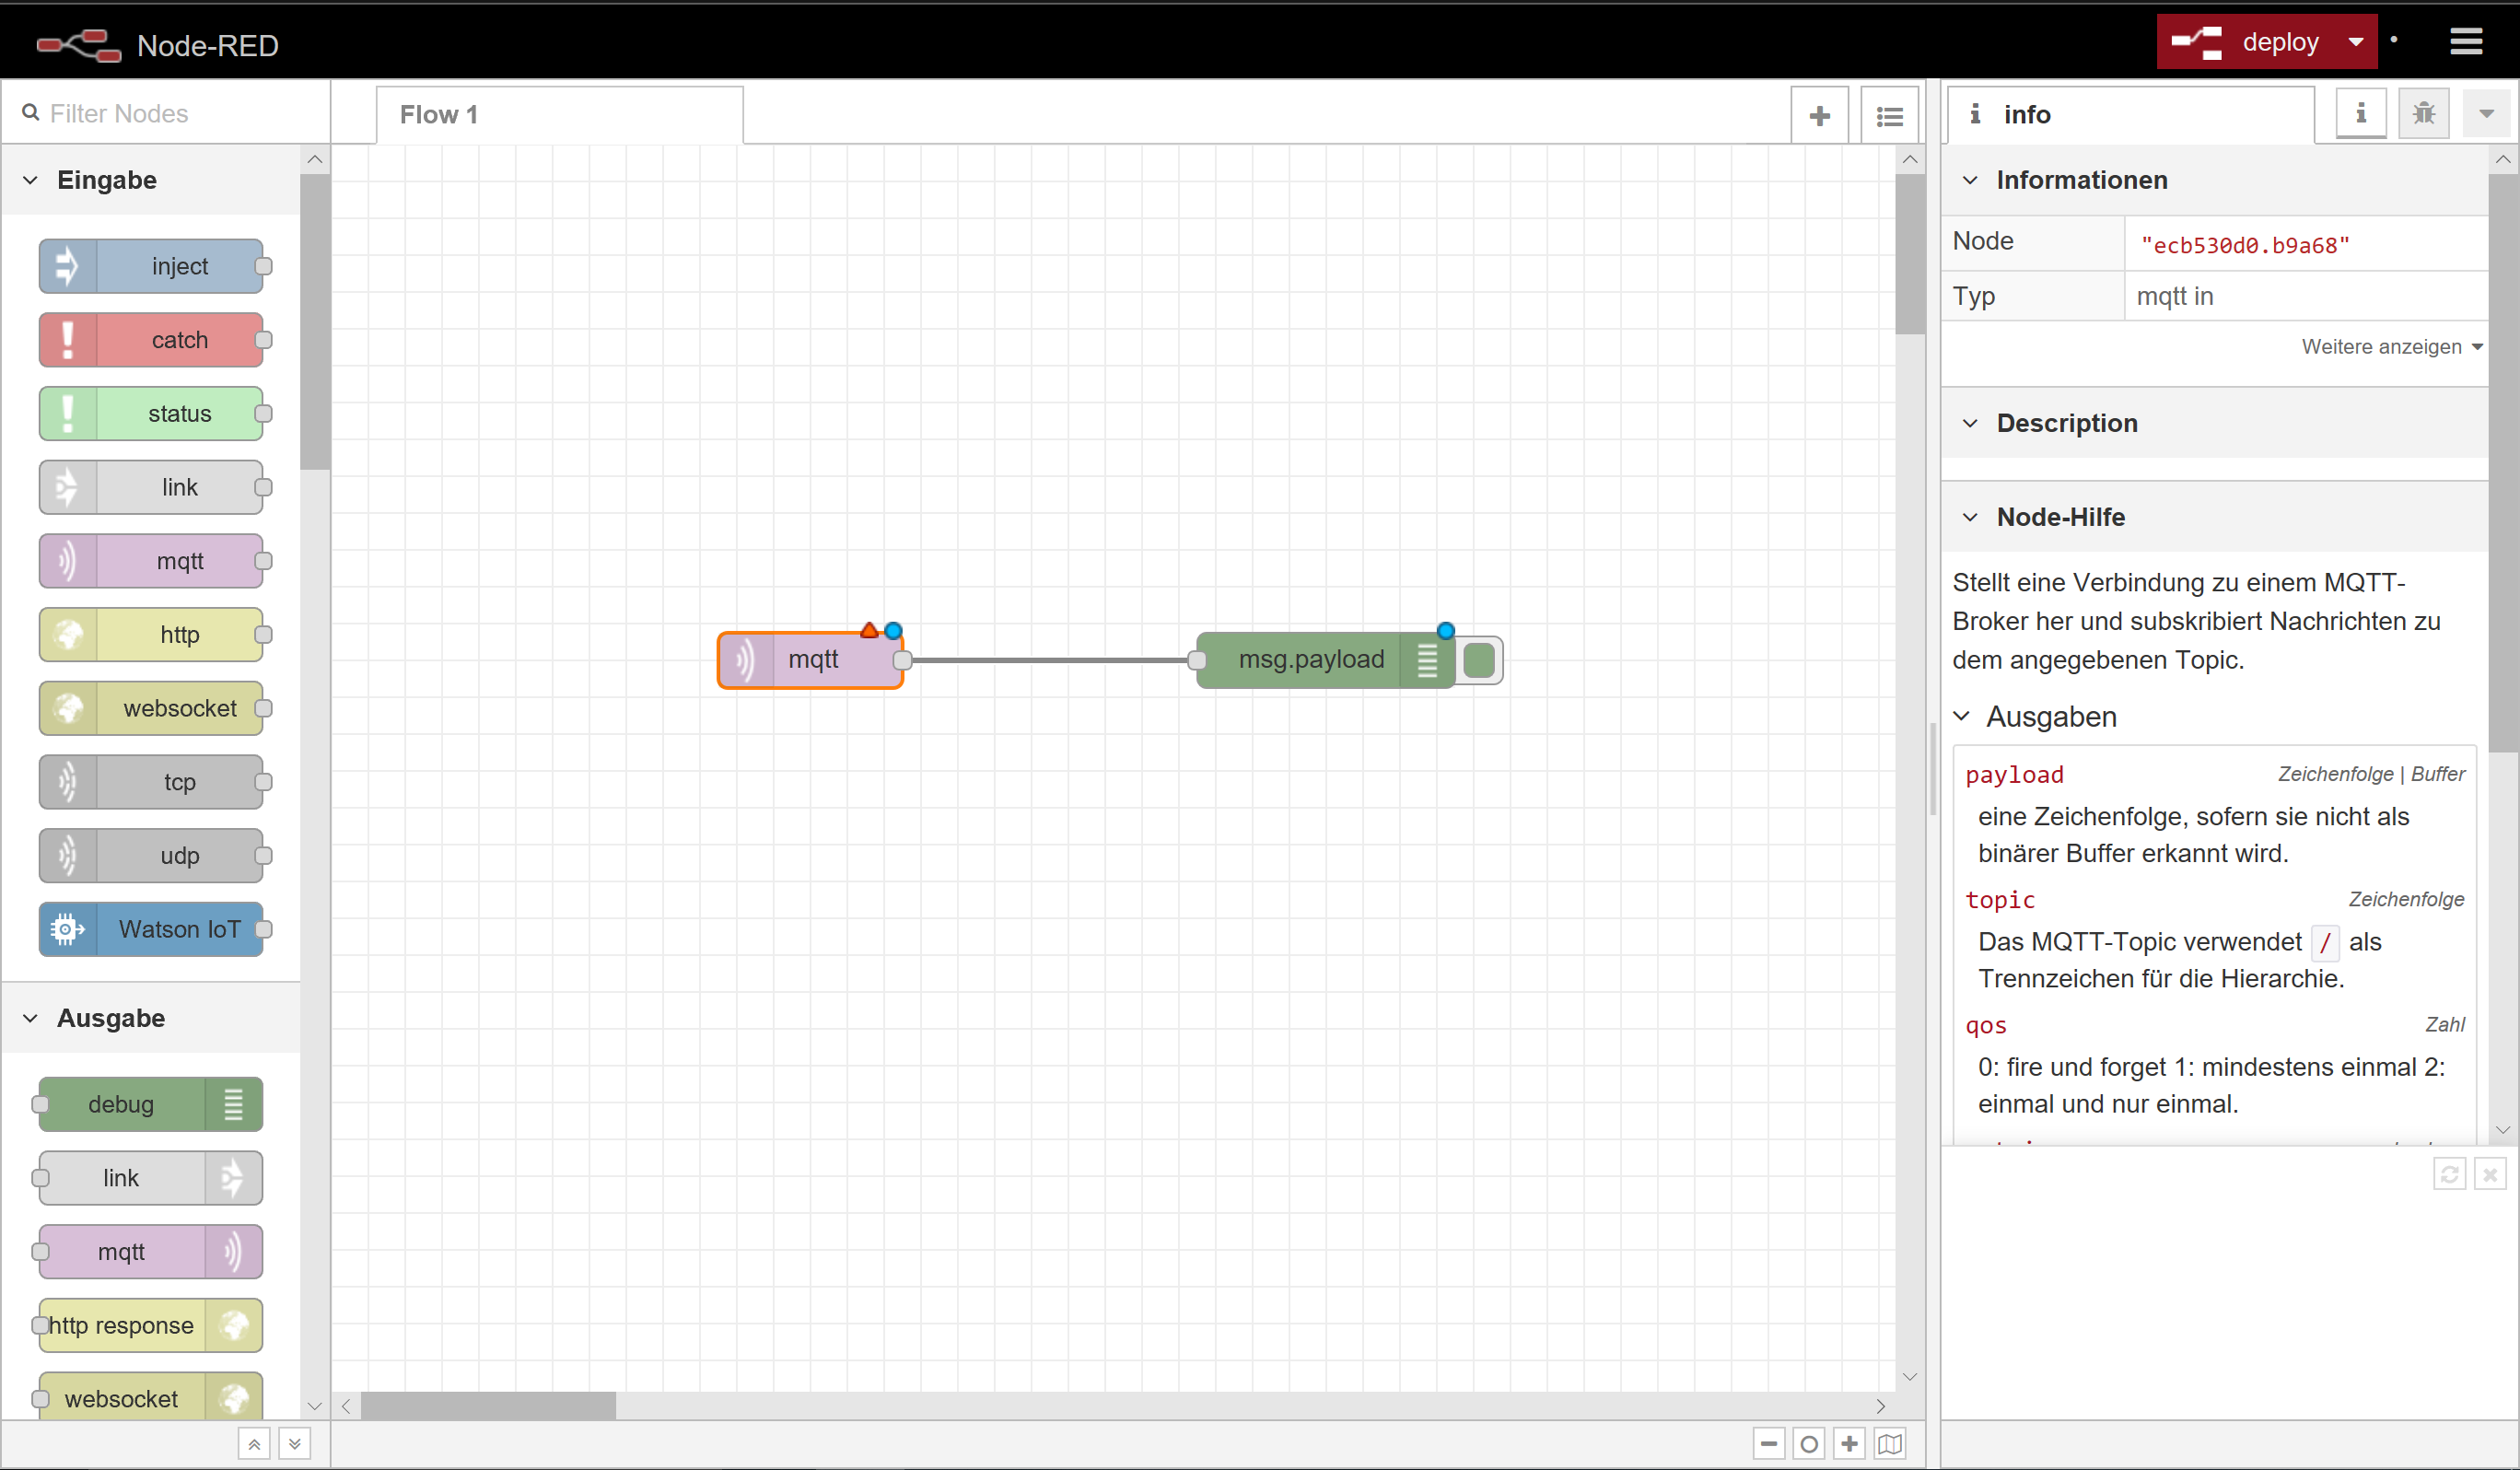 Node-RED
deploy
Filter Nodes
Flow 1
info
Eingabe
inject
catch
status
link
mqtt
http
websocket
tcp
udp
Watson IoT
Ausgabe
debug
link
mqtt
http response
websocket
mqtt
msg.payload
Informationen
Node "ecb530d0.b9a68"
Typ mqtt in
Weitere anzeigen
Description
Node-Hilfe
Stellt eine Verbindung zu einem MQTT-
Broker her und subskribiert Nachrichten zu
dem angegebenen Topic.
Ausgaben
payload Zeichenfolge | Buffer
eine Zeichenfolge, sofern sie nicht als
binärer Buffer erkannt wird.
topic Zeichenfolge
Das MQTT-Topic verwendet / als
Trennzeichen für die Hierarchie.
qos Zahl
0: fire und forget 1: mindestens einmal 2:
einmal und nur einmal.